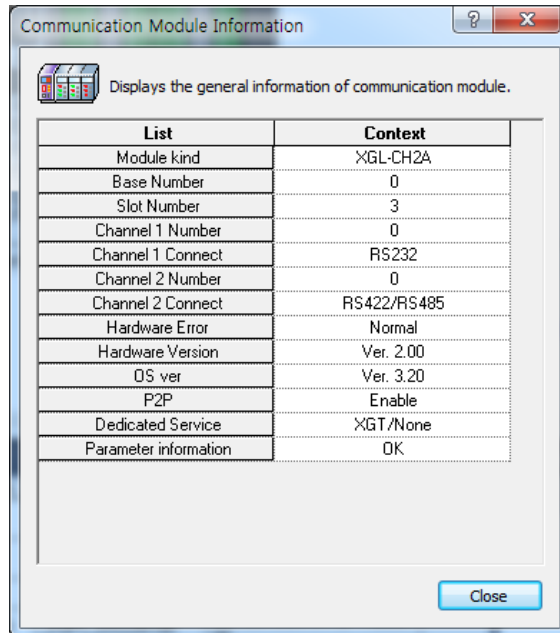 Communication Module Information
Displays the general information of communication module.
List Context
Module kind XGL-CH2A
Base Number 0
Slot Number 3
Channel 1 Number 0
Channel 1 Connect RS232
Channel 2 Number 0
Channel 2 Connect RS422/RS485
Hardware Error Normal
Hardware Version Ver. 2.00
OS ver Ver. 3.20
P2P Enable
Dedicated Service XGT/None
Parameter information OK
Close